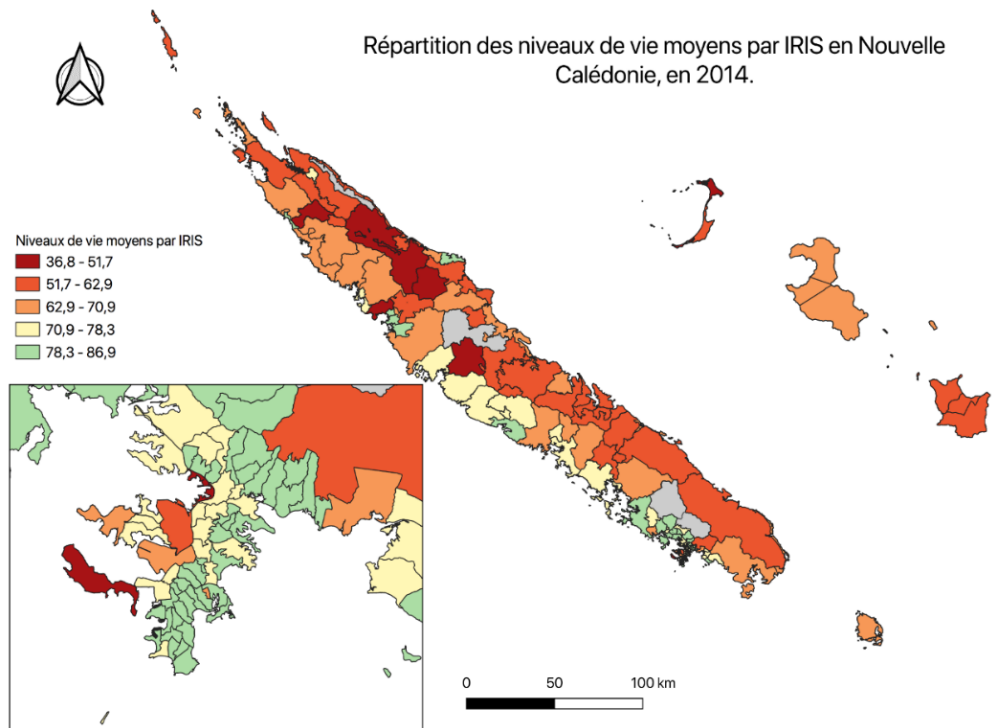 Répartition des niveaux de vie moyens par IRIS en Nouvelle
Calédonie, en 2014.
Niveaux de vie moyens par IRIS
36,8 - 51,7
51,7 - 62,9
62,9 - 70,9
70,9 - 78,3
78,3 - 86,9
0 50 100 km